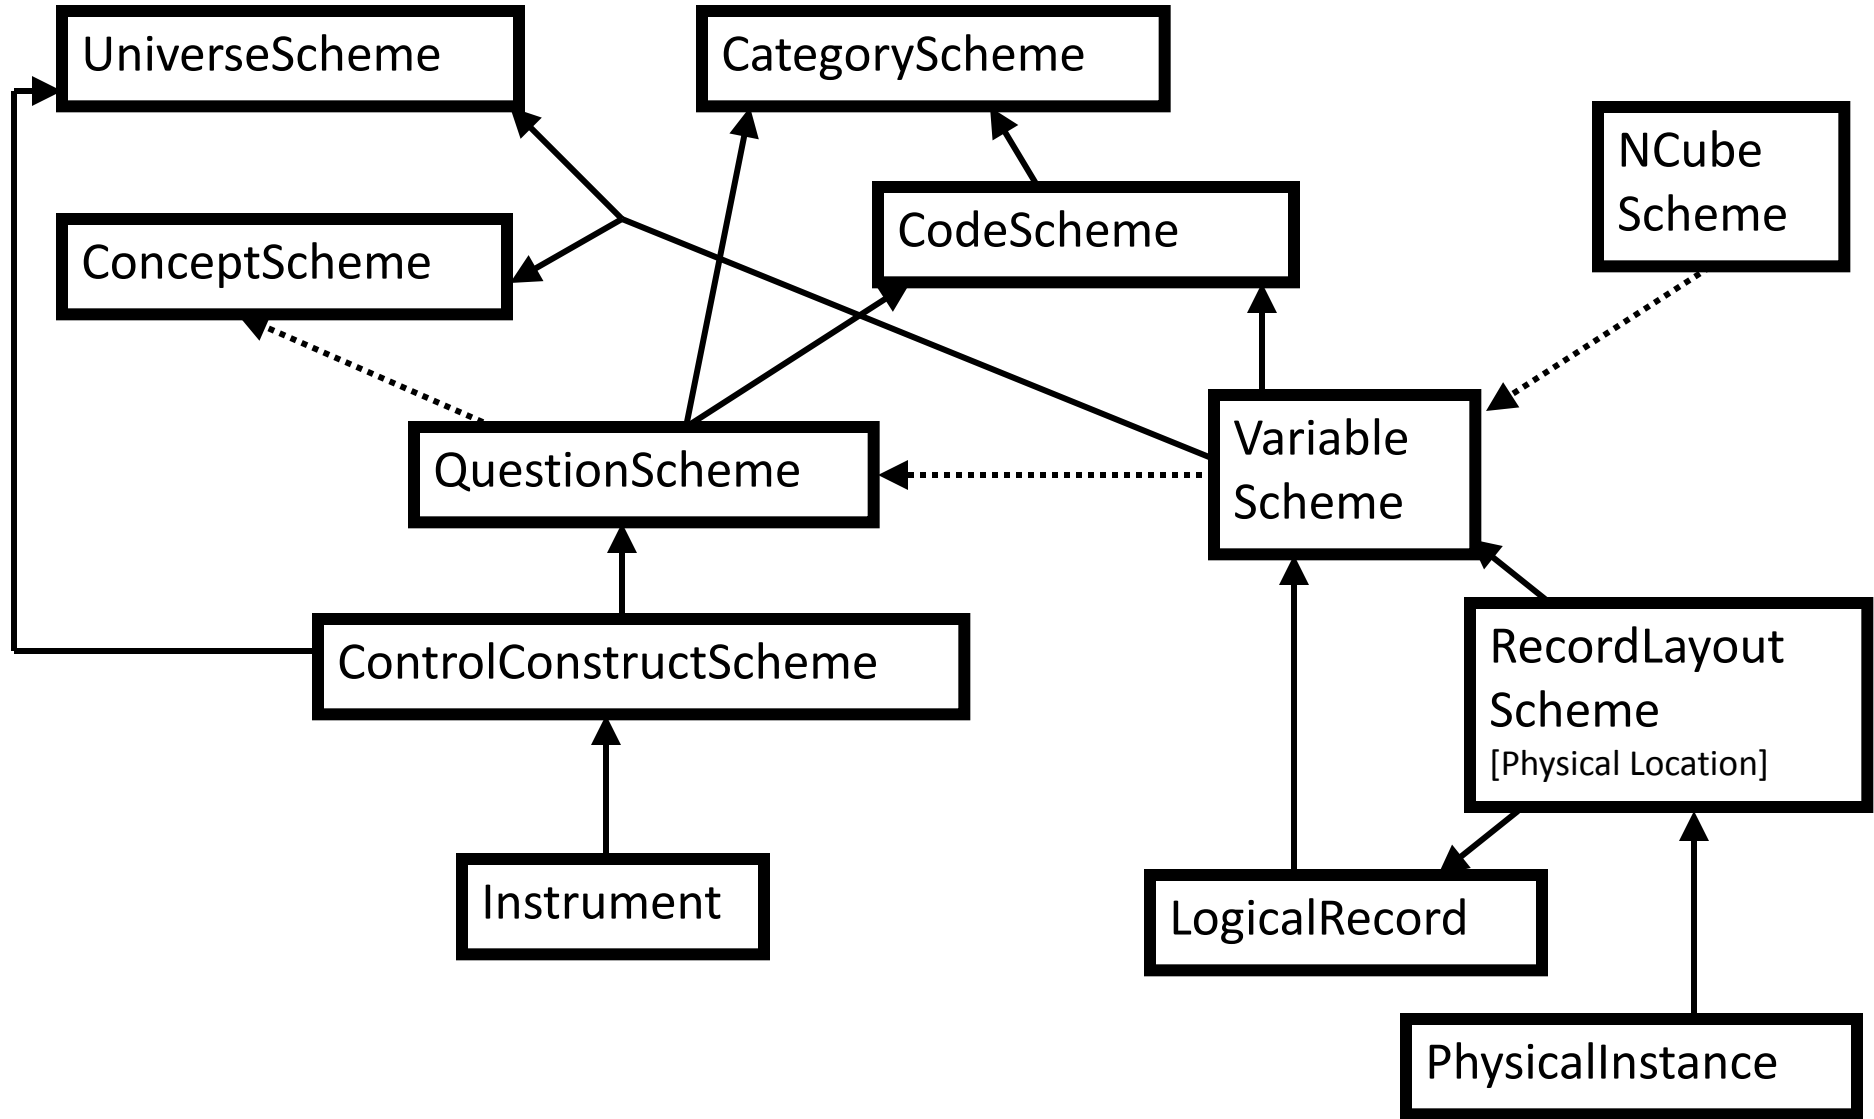 UniverseScheme
CategoryScheme
NCube
Scheme
CodeScheme
ConceptScheme
Variable
Scheme
QuestionScheme
RecordLayout
Scheme
[Physical Location]
ControlConstructScheme
Instrument
LogicalRecord
PhysicalInstance